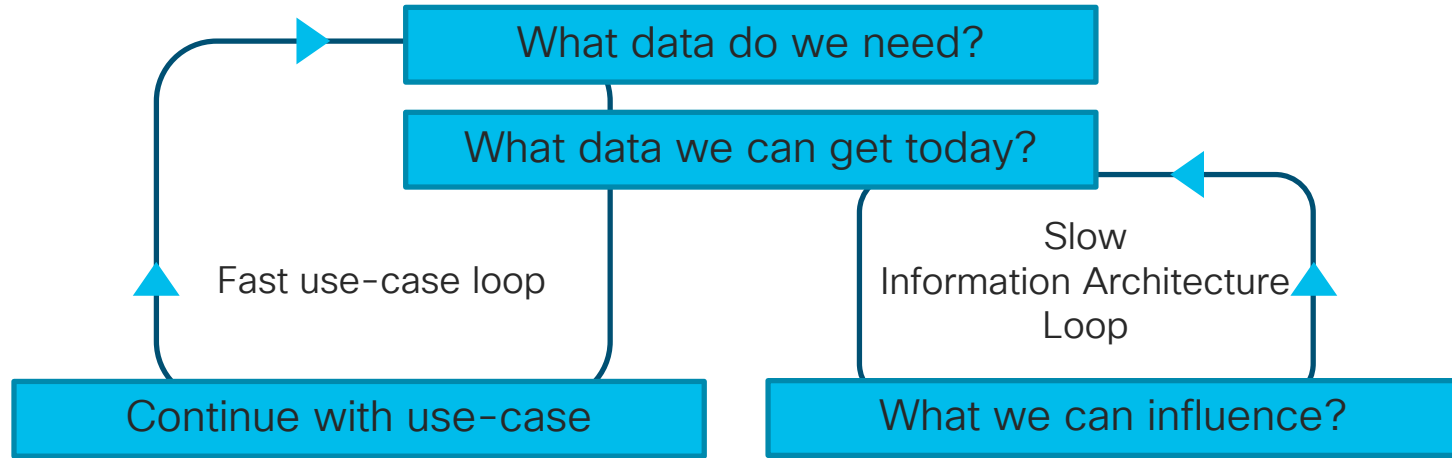 What data do we need?
What data we can get today?
Fast use-case loop
Slow
Information Architecture
Loop
Continue with use-case
What we can influence?